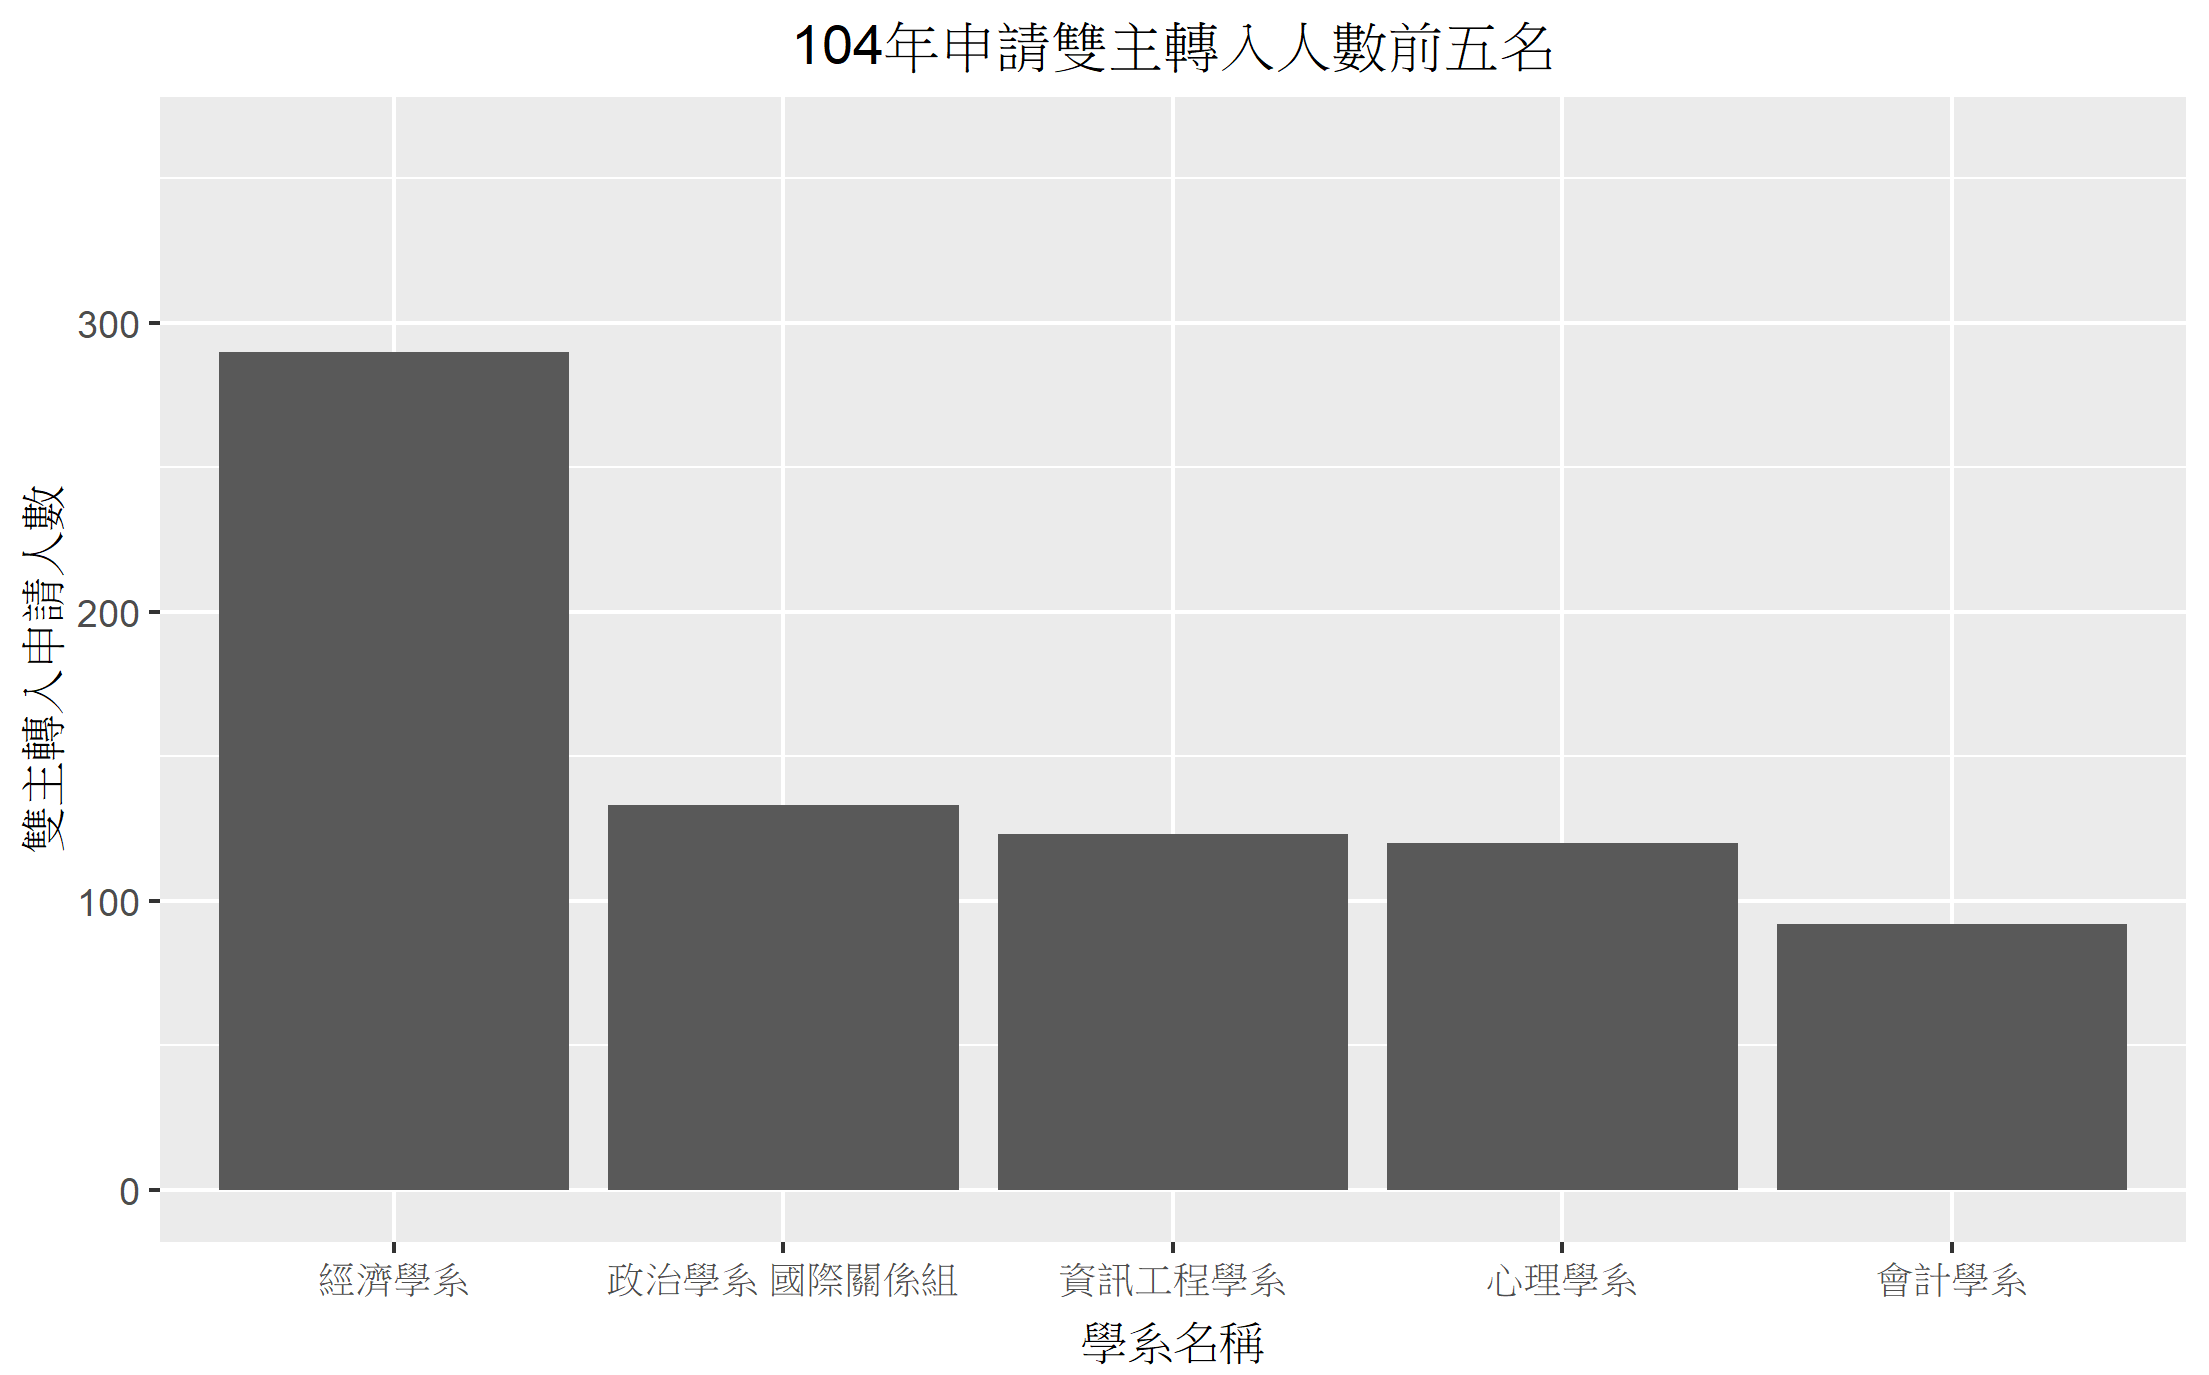 104年申請雙主轉入人數前五名
雙主轉入申請人數
300
200
100
0
經濟學系
政治學系 國際關係組
資訊工程學系
心理學系
會計學系
學系名稱